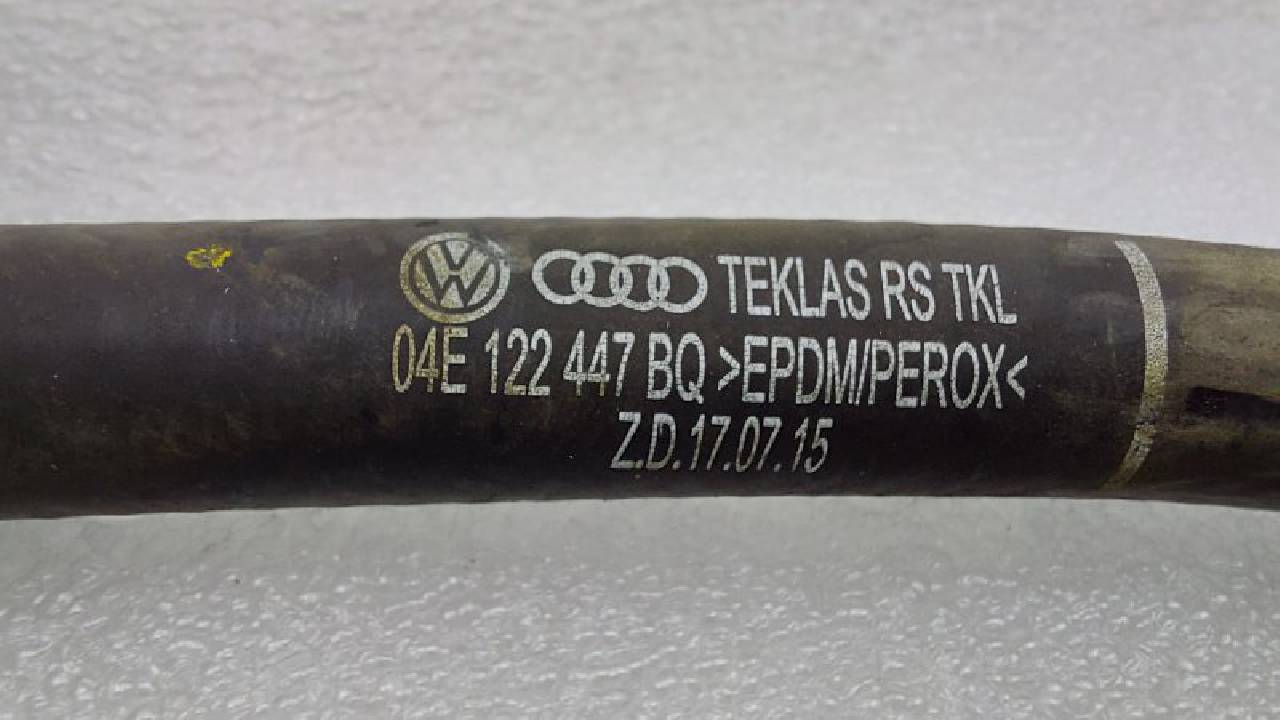 TEKLAS RS TKL
04E 122 447 BQ >EPDM/PEROX<
Z.D.17.07.15